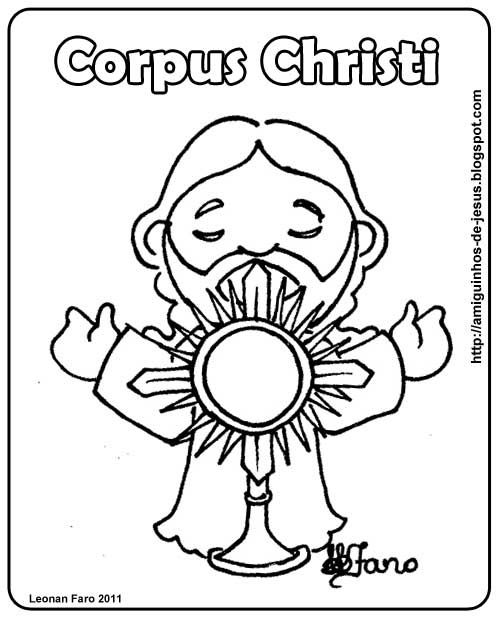 Corpus Christi
http://amiguinhos-de-jesus.blogspot.com
Faro
Leonan Faro 2011